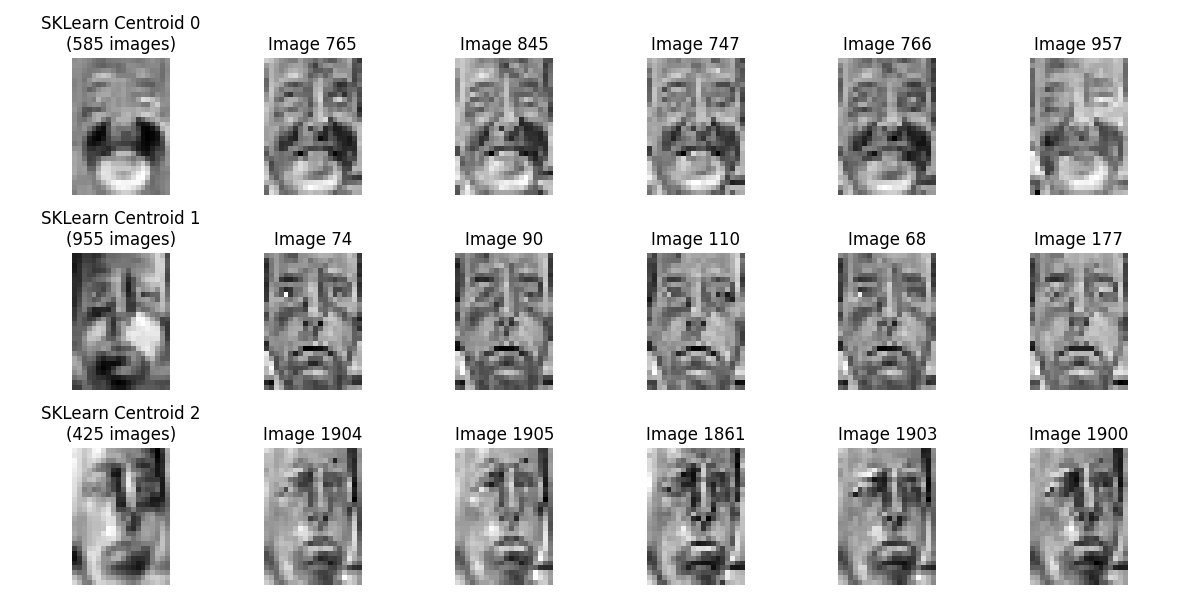 SKLearn Centroid 0
(585 images)
Image 765
Image 845
Image 747
Image 766
Image 957
SKLearn Centroid 1
(955 images)
Image 74
Image 90
Image 110
Image 68
Image 177
SKLearn Centroid 2
(425 images)
Image 1904
Image 1905
Image 1861
Image 1903
Image 1900